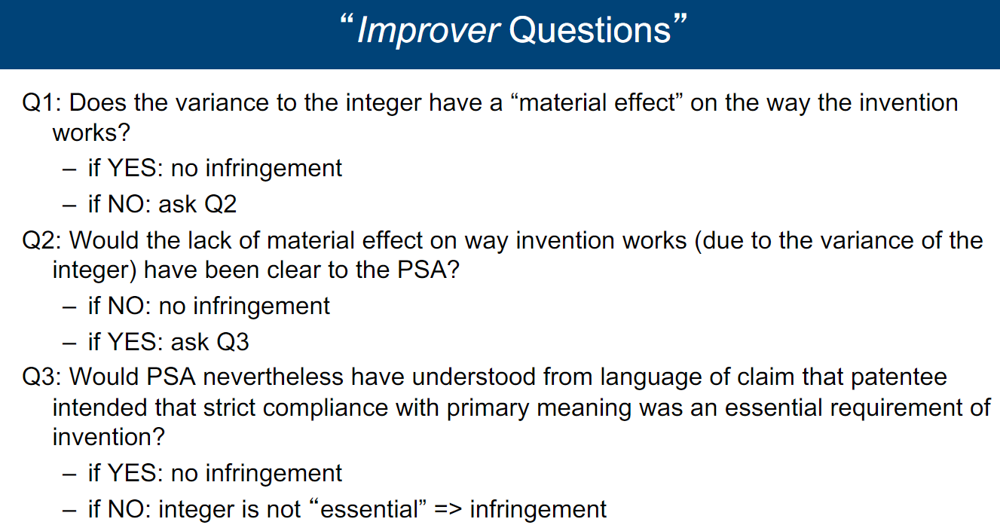 “Improver Questions”
Q1: Does the variance to the integer have a “material effect” on the way the invention
works?
– if YES: no infringement
– if NO: ask Q2
Q2: Would the lack of material effect on way invention works (due to the variance of the
integer) have been clear to the PSA?
– if NO: no infringement
– if YES: ask Q3
Q3: Would PSA nevertheless have understood from language of claim that patentee
intended that strict compliance with primary meaning was an essential requirement of
invention?
– if YES: no infringement
– if NO: integer is not “essential” => infringement